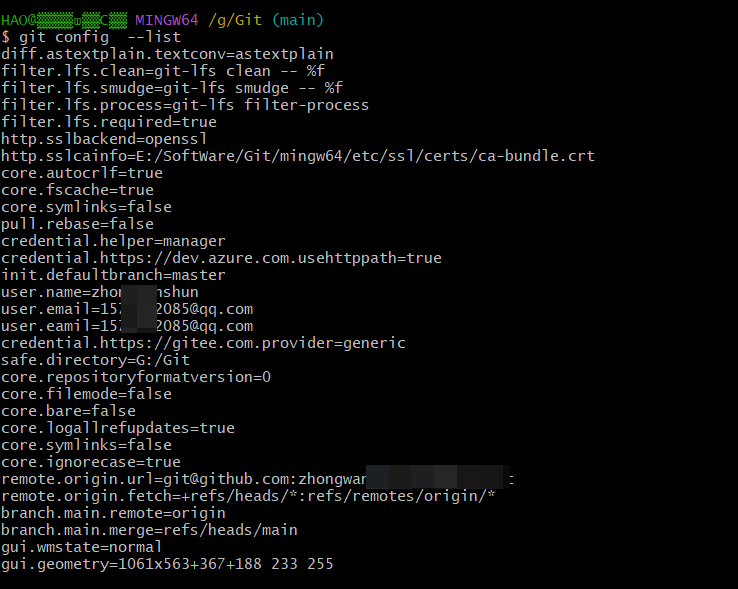 HAO@ MINGW64 /g/Git (main)
$ git config  --list
diff.astextplain.textconv=astextplain
filter.lfs.clean=git-lfs clean -- %f
filter.lfs.smudge=git-lfs smudge -- %f
filter.lfs.process=git-lfs filter-process
filter.lfs.required=true
http.sslbackend=openssl
http.sslcainfo=E:/SoftWare/Git/mingw64/etc/ssl/certs/ca-bundle.crt
core.autocrlf=true
core.fscache=true
core.symlinks=false
pull.rebase=false
credential.helper=manager
credential.https://dev.azure.com.usehttppath=true
init.defaultbranch=master
user.name=zhon shun
user.email=15 2085@qq.com
user.eamil=15 2085@qq.com
credential.https://gitee.com.provider=generic
safe.directory=G:/Git
core.repositoryformatversion=0
core.filemode=false
core.bare=false
core.logallrefupdates=true
core.symlinks=false
core.ignorecase=true
remote.origin.url=git@github.com:zhongwan
remote.origin.fetch=+refs/heads/*:refs/remotes/origin/*
branch.main.remote=origin
branch.main.merge=refs/heads/main
gui.wmstate=normal
gui.geometry=1061x563+367+188 233 255